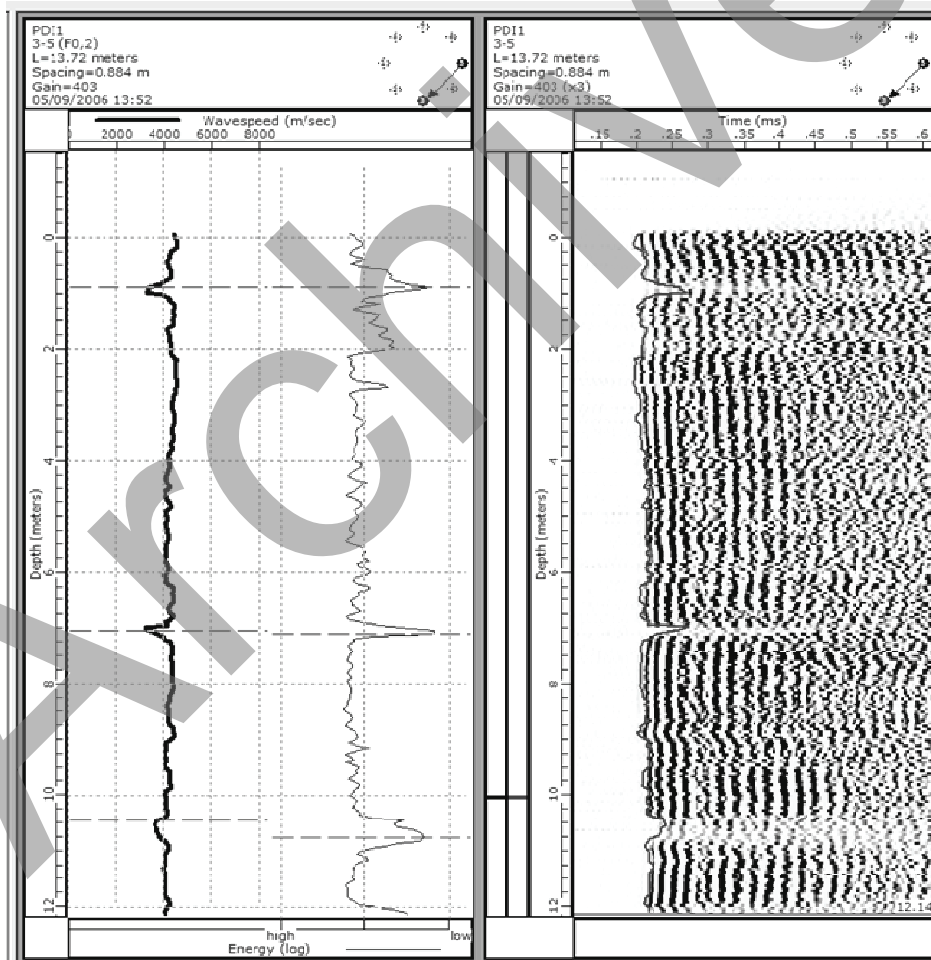 PDI1
3-5 (F0,2)
L=13.72 meters
Spacing=0.884 m
Gain=403
05/09/2006 13:52
Wavespeed (m/sec)
0 2000 4000 6000 8000
0
2
4
6
8
10
12
Depth (meters)
high low
Energy (log)
PDI1
3-5
L=13.72 meters
Spacing=0.884 m
Gain=403 (x3)
05/09/2006 13:52
Time (ms)
.15 .2 .25 .3 .35 .4 .45 .5 .55 .6
0
2
4
6
8
10
12
Depth (meters)
12.14
Archive